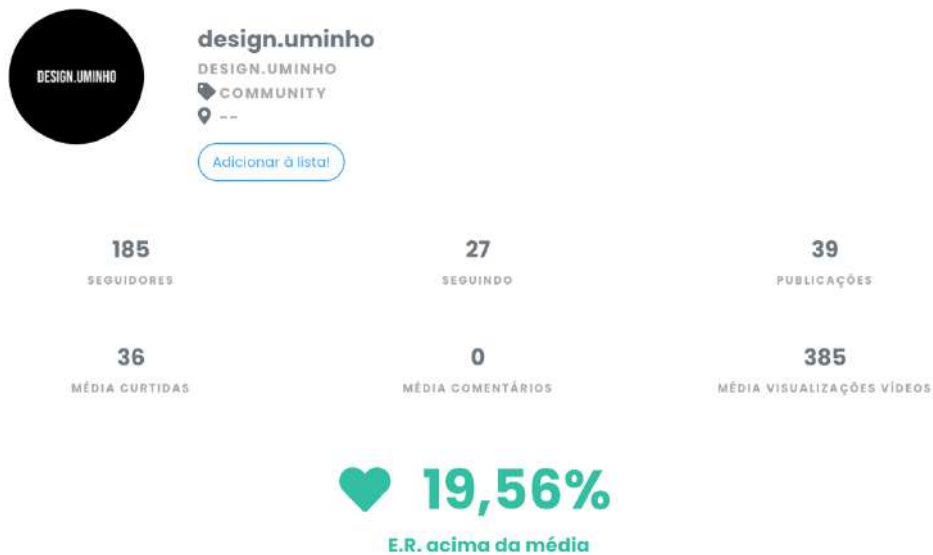 DESIGN.UMINHO
design.uminho
DESIGN.UMINHO
COMMUNITY
--
Adicionar à lista!
185
SEGUIDORES
27
SEGUINDO
39
PUBLICAÇÕES
36
MÉDIA CURTIDAS
0
MÉDIA COMENTÁRIOS
385
MÉDIA VISUALIZAÇÕES VÍDEOS
19,56%
E.R. acima da média